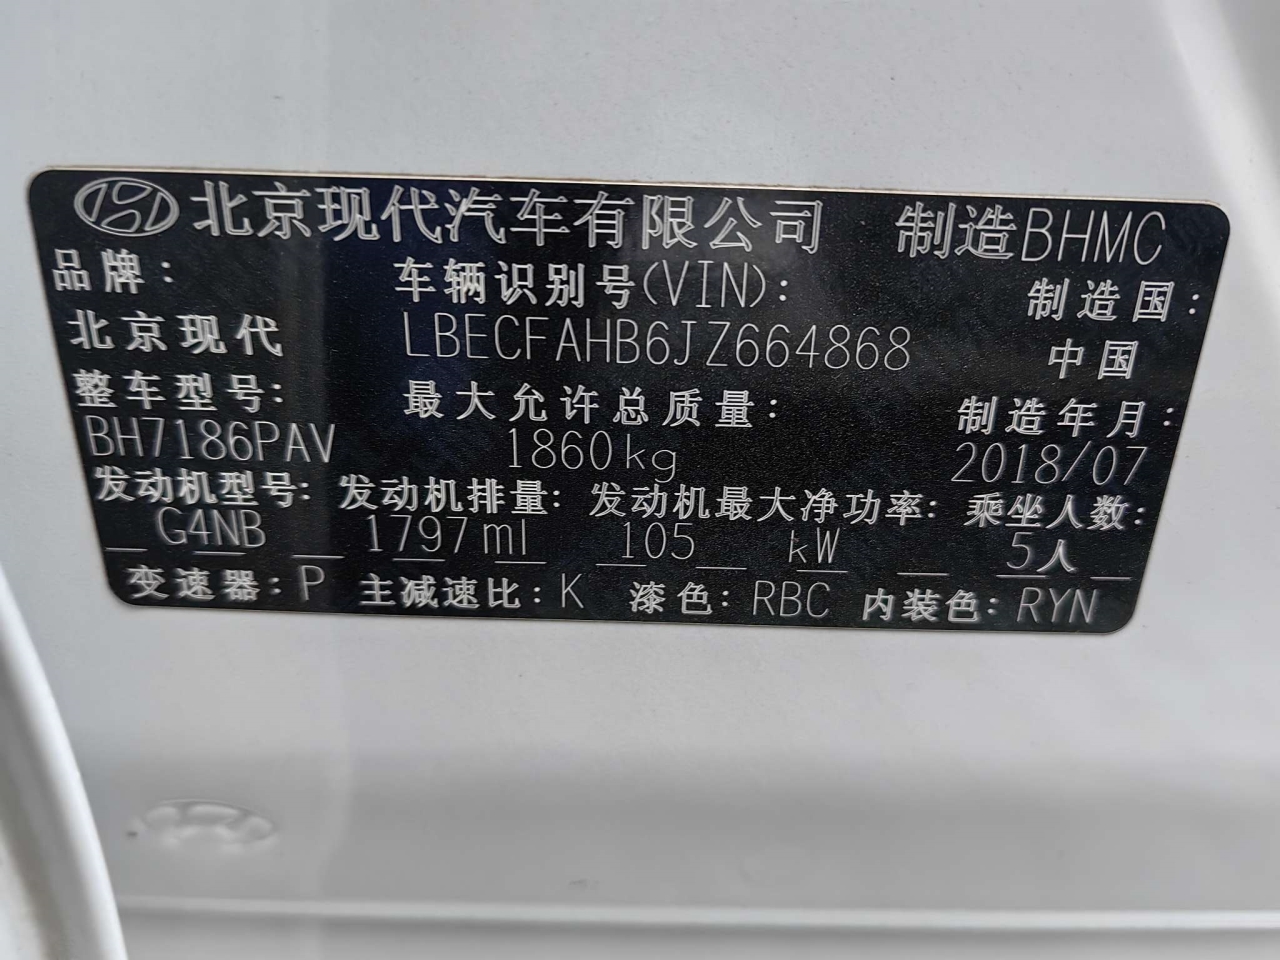 北京现代汽车有限公司 制造BHMC
品牌: 车辆识别号(VIN): 制造国:
北京现代 LBECFAHB6JZ664868 中国
整车型号: 最大允许总质量: 制造年月:
BH7186PAV 1860kg 2018/07
发动机型号: 发动机排量: 发动机最大净功率: 乘坐人数:
G4NB 1797ml 105 kW 5人
变速器: P 主减速比: K 漆色: RBC 内装色: RYN